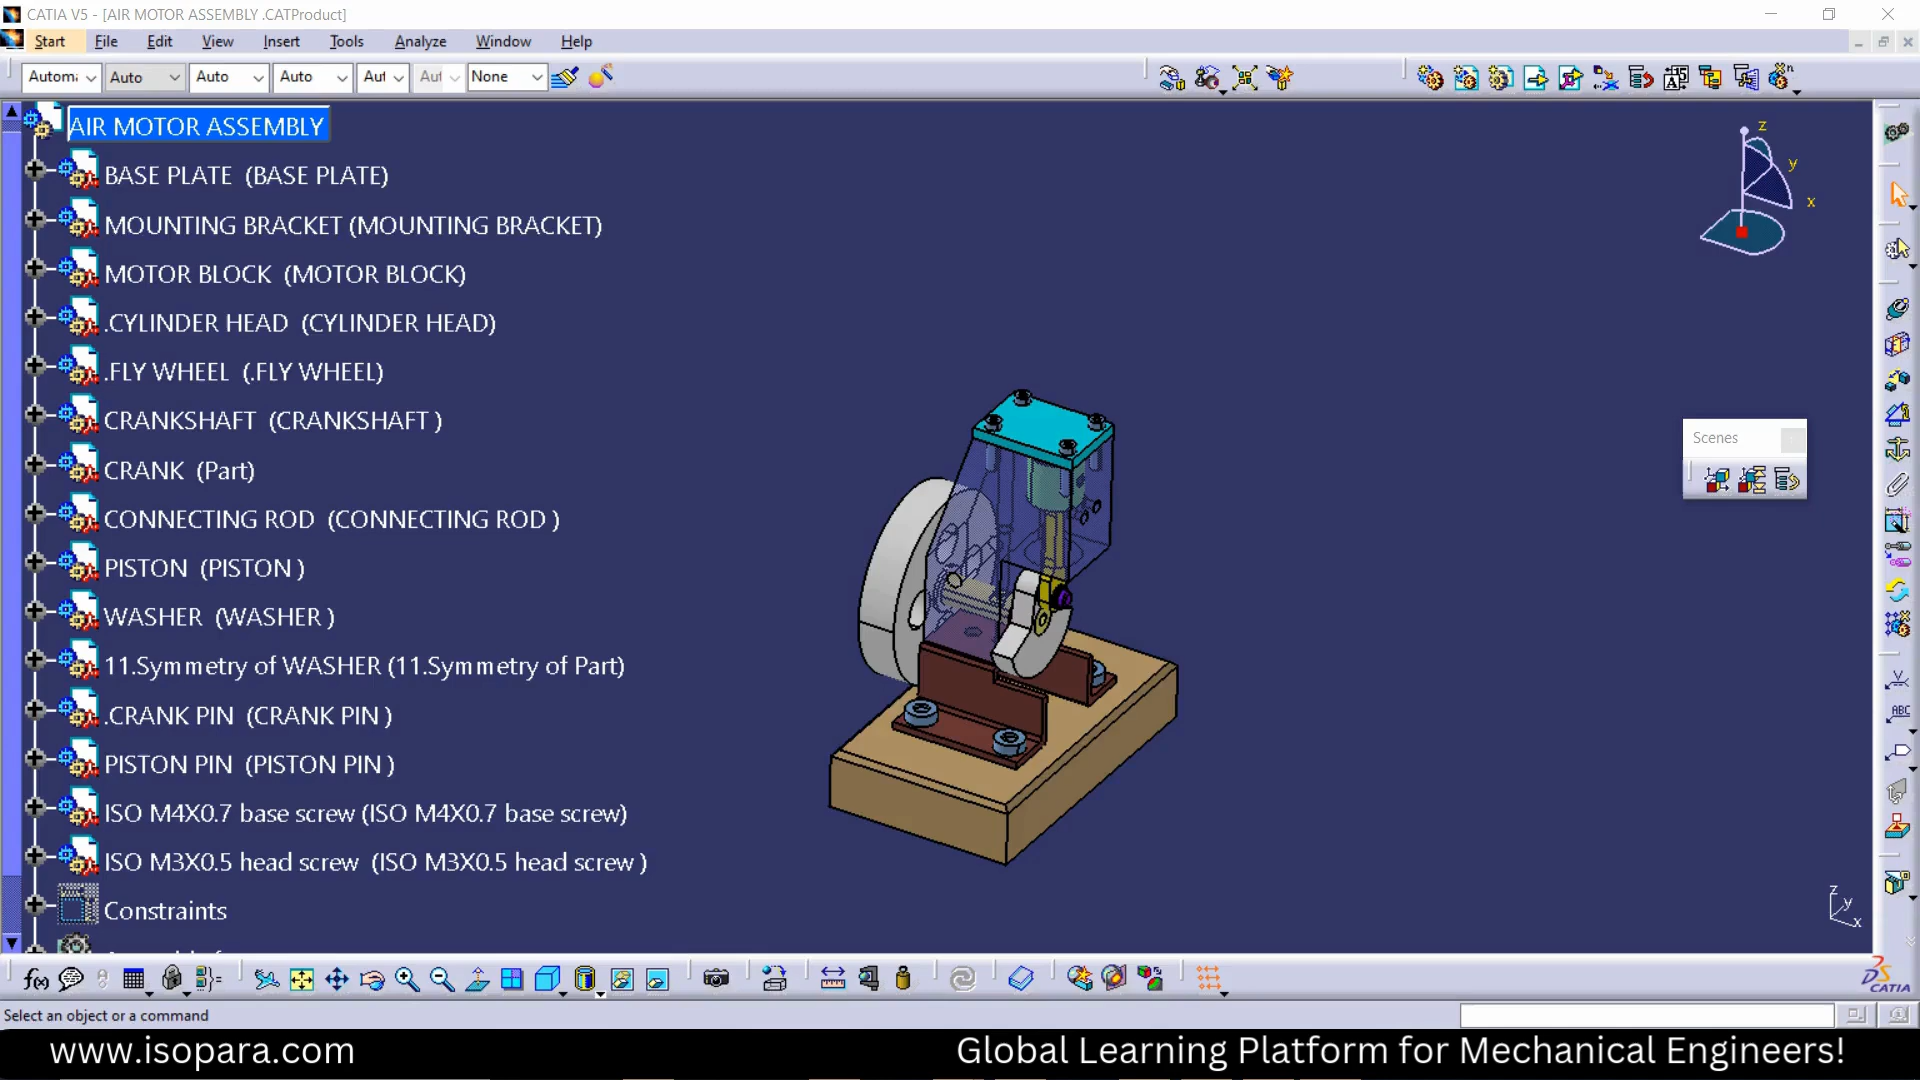 CATIA V5 - [AIR MOTOR ASSEMBLY .CATProduct]
Start File Edit View Insert Tools Analyze Window Help
Auto Auto Auto Aut Aut None
AIR MOTOR ASSEMBLY
BASE PLATE (BASE PLATE)
MOUNTING BRACKET (MOUNTING BRACKET)
MOTOR BLOCK (MOTOR BLOCK)
.CYLINDER HEAD (CYLINDER HEAD)
.FLY WHEEL (.FLY WHEEL)
CRANKSHAFT (CRANKSHAFT )
CRANK (Part)
CONNECTING ROD (CONNECTING ROD )
PISTON (PISTON )
WASHER (WASHER )
11.Symmetry of WASHER (11.Symmetry of Part)
.CRANK PIN (CRANK PIN )
PISTON PIN (PISTON PIN )
ISO M4X0.7 base screw (ISO M4X0.7 base screw)
ISO M3X0.5 head screw (ISO M3X0.5 head screw )
Constraints
z
y
x
Scenes
ABC
z
y
x
f(x)
CATIA
Select an object or a command
www.isopara.com Global Learning Platform for Mechanical Engineers!